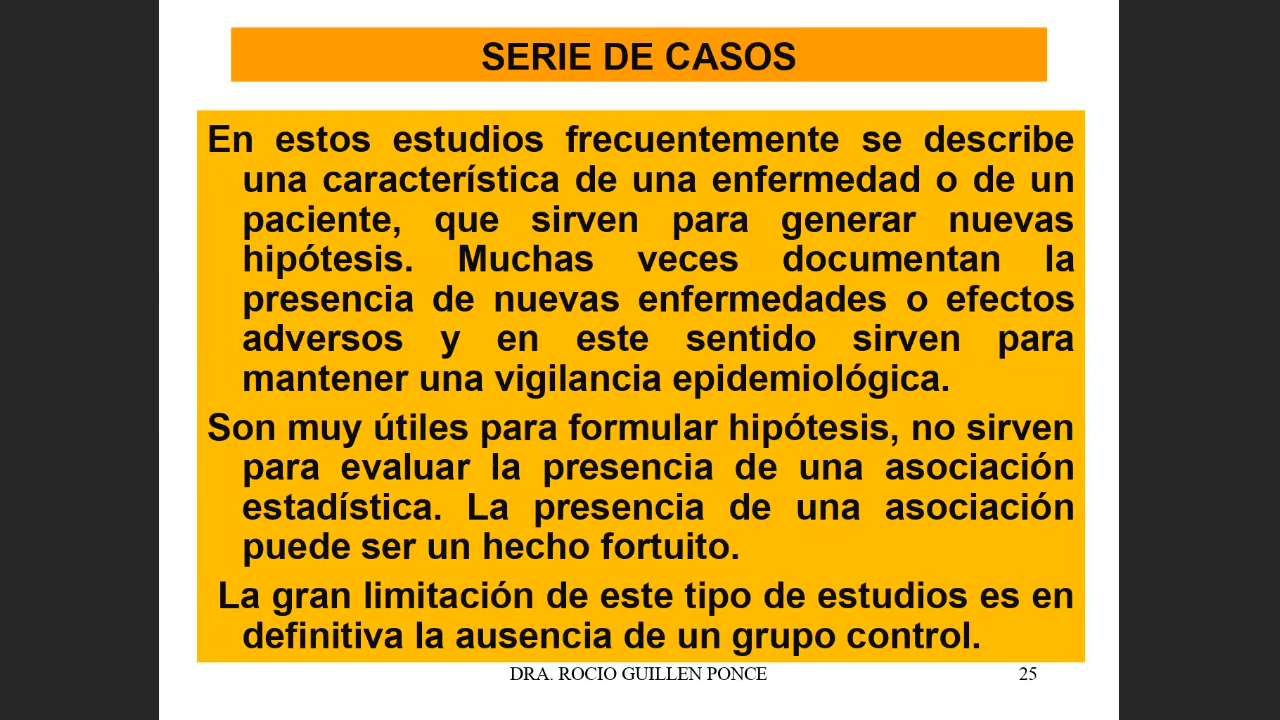 SERIE DE CASOS
En estos estudios frecuentemente se describe
una característica de una enfermedad o de un
paciente, que sirven para generar nuevas
hipótesis. Muchas veces documentan la
presencia de nuevas enfermedades o efectos
adversos y en este sentido sirven para
mantener una vigilancia epidemiológica.
Son muy útiles para formular hipótesis, no sirven
para evaluar la presencia de una asociación
estadística. La presencia de una asociación
puede ser un hecho fortuito.
La gran limitación de este tipo de estudios es en
definitiva la ausencia de un grupo control.
DRA. ROCIO GUILLEN PONCE 25